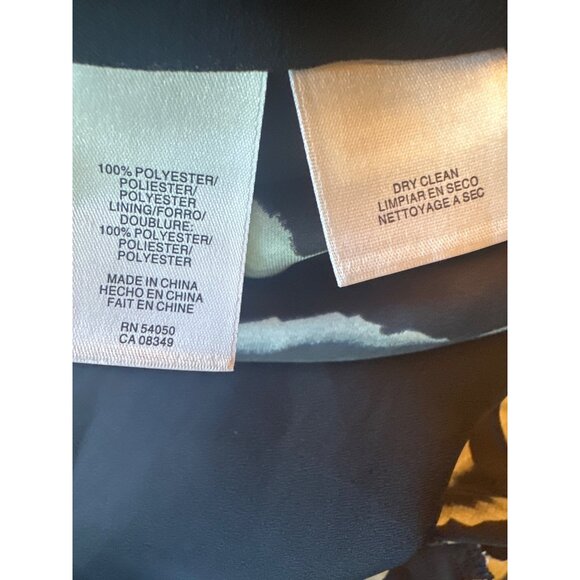 100% POLYESTER/
POLIESTER/
POLYESTER
LINING/FORRO/
DOUBLURE:
100% POLYESTER/
POLIESTER/
POLYESTER
MADE IN CHINA
HECHO EN CHINA
FAIT EN CHINE
RN 54050
CA 08349
DRY CLEAN
LIMPIAR EN SECO
NETTOYAGE A SEC